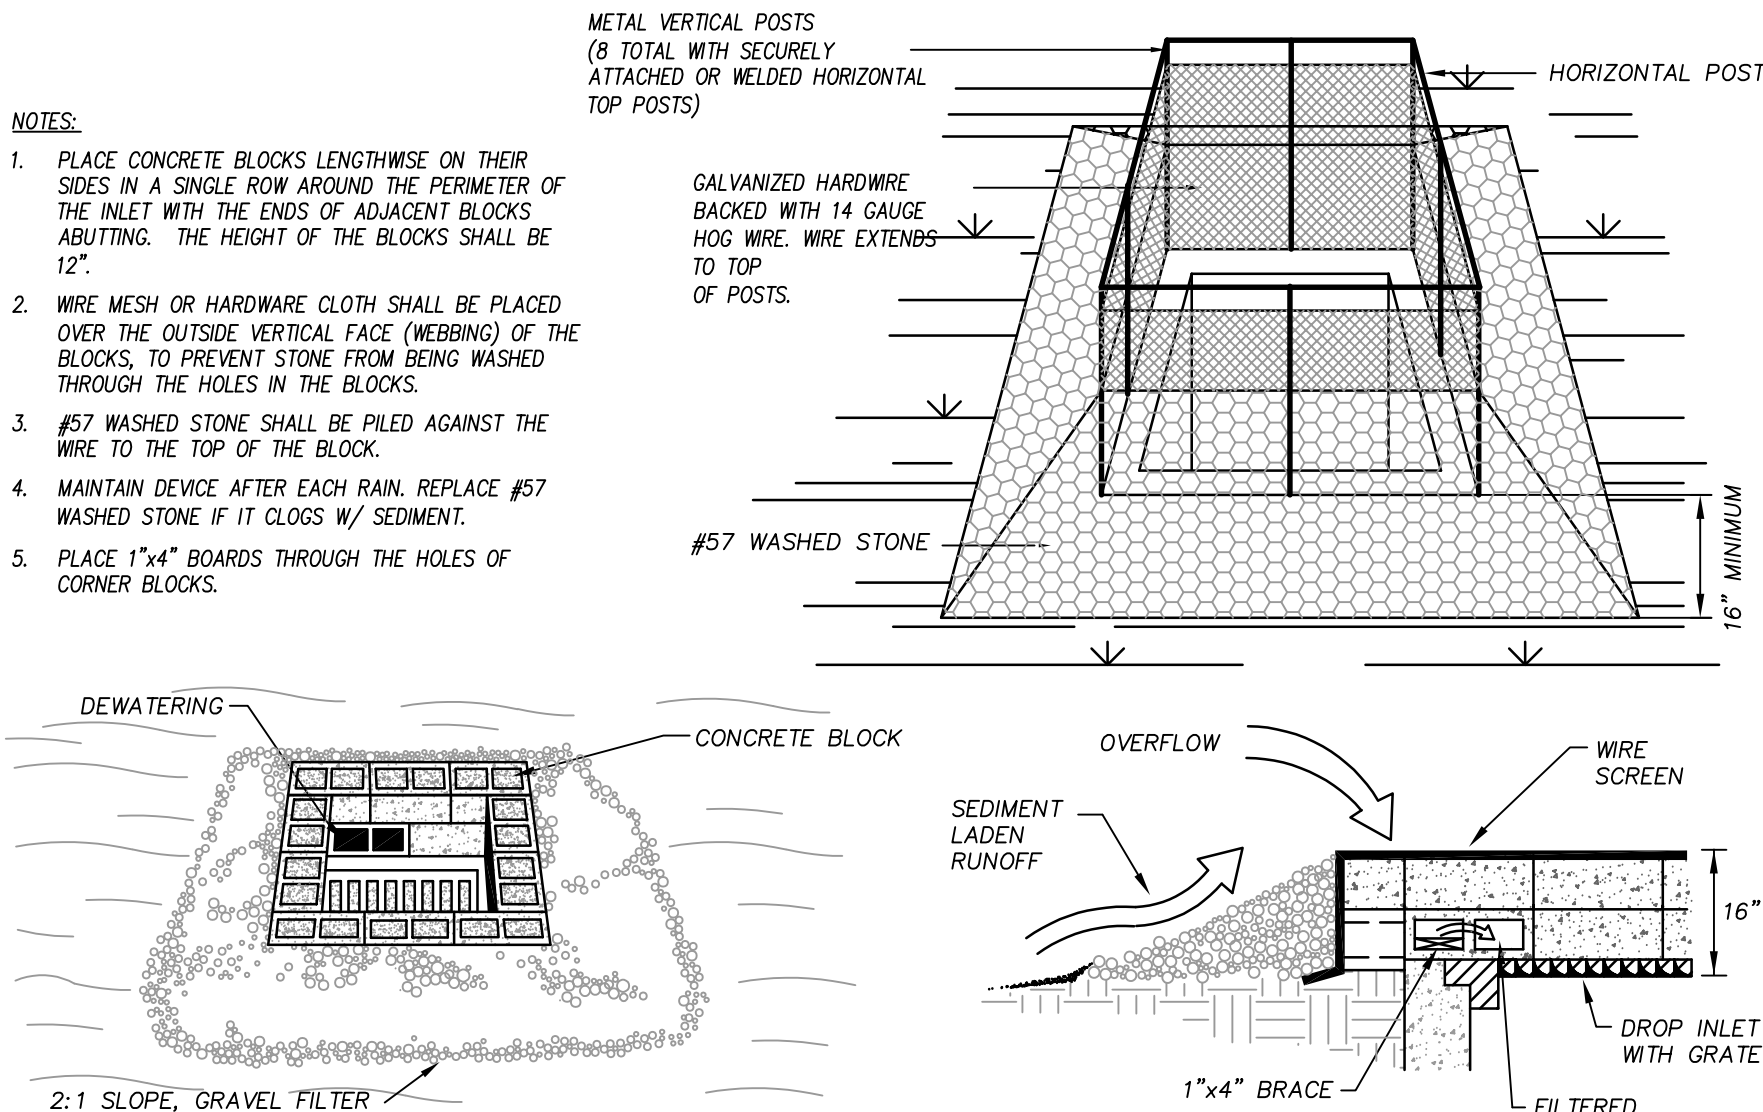 METAL VERTICAL POSTS
(8 TOTAL WITH SECURELY
ATTACHED OR WELDED HORIZONTAL
TOP POSTS)
HORIZONTAL POST
NOTES:
1. PLACE CONCRETE BLOCKS LENGTHWISE ON THEIR
SIDES IN A SINGLE ROW AROUND THE PERIMETER OF
THE INLET WITH THE ENDS OF ADJACENT BLOCKS
ABUTTING. THE HEIGHT OF THE BLOCKS SHALL BE
12".
2. WIRE MESH OR HARDWARE CLOTH SHALL BE PLACED
OVER THE OUTSIDE VERTICAL FACE (WEBBING) OF THE
BLOCKS, TO PREVENT STONE FROM BEING WASHED
THROUGH THE HOLES IN THE BLOCKS.
3. #57 WASHED STONE SHALL BE PILED AGAINST THE
WIRE TO THE TOP OF THE BLOCK.
4. MAINTAIN DEVICE AFTER EACH RAIN. REPLACE #57
WASHED STONE IF IT CLOGS W/ SEDIMENT.
5. PLACE 1"x4" BOARDS THROUGH THE HOLES OF
CORNER BLOCKS.
GALVANIZED HARDWIRE
BACKED WITH 14 GAUGE
HOG WIRE. WIRE EXTENDS
TO TOP
OF POSTS.
#57 WASHED STONE
16" MINIMUM
DEWATERING
CONCRETE BLOCK
2:1 SLOPE, GRAVEL FILTER
OVERFLOW
WIRE
SCREEN
SEDIMENT
LADEN
RUNOFF
16"
DROP INLET
WITH GRATE
1"x4" BRACE
FILTERED